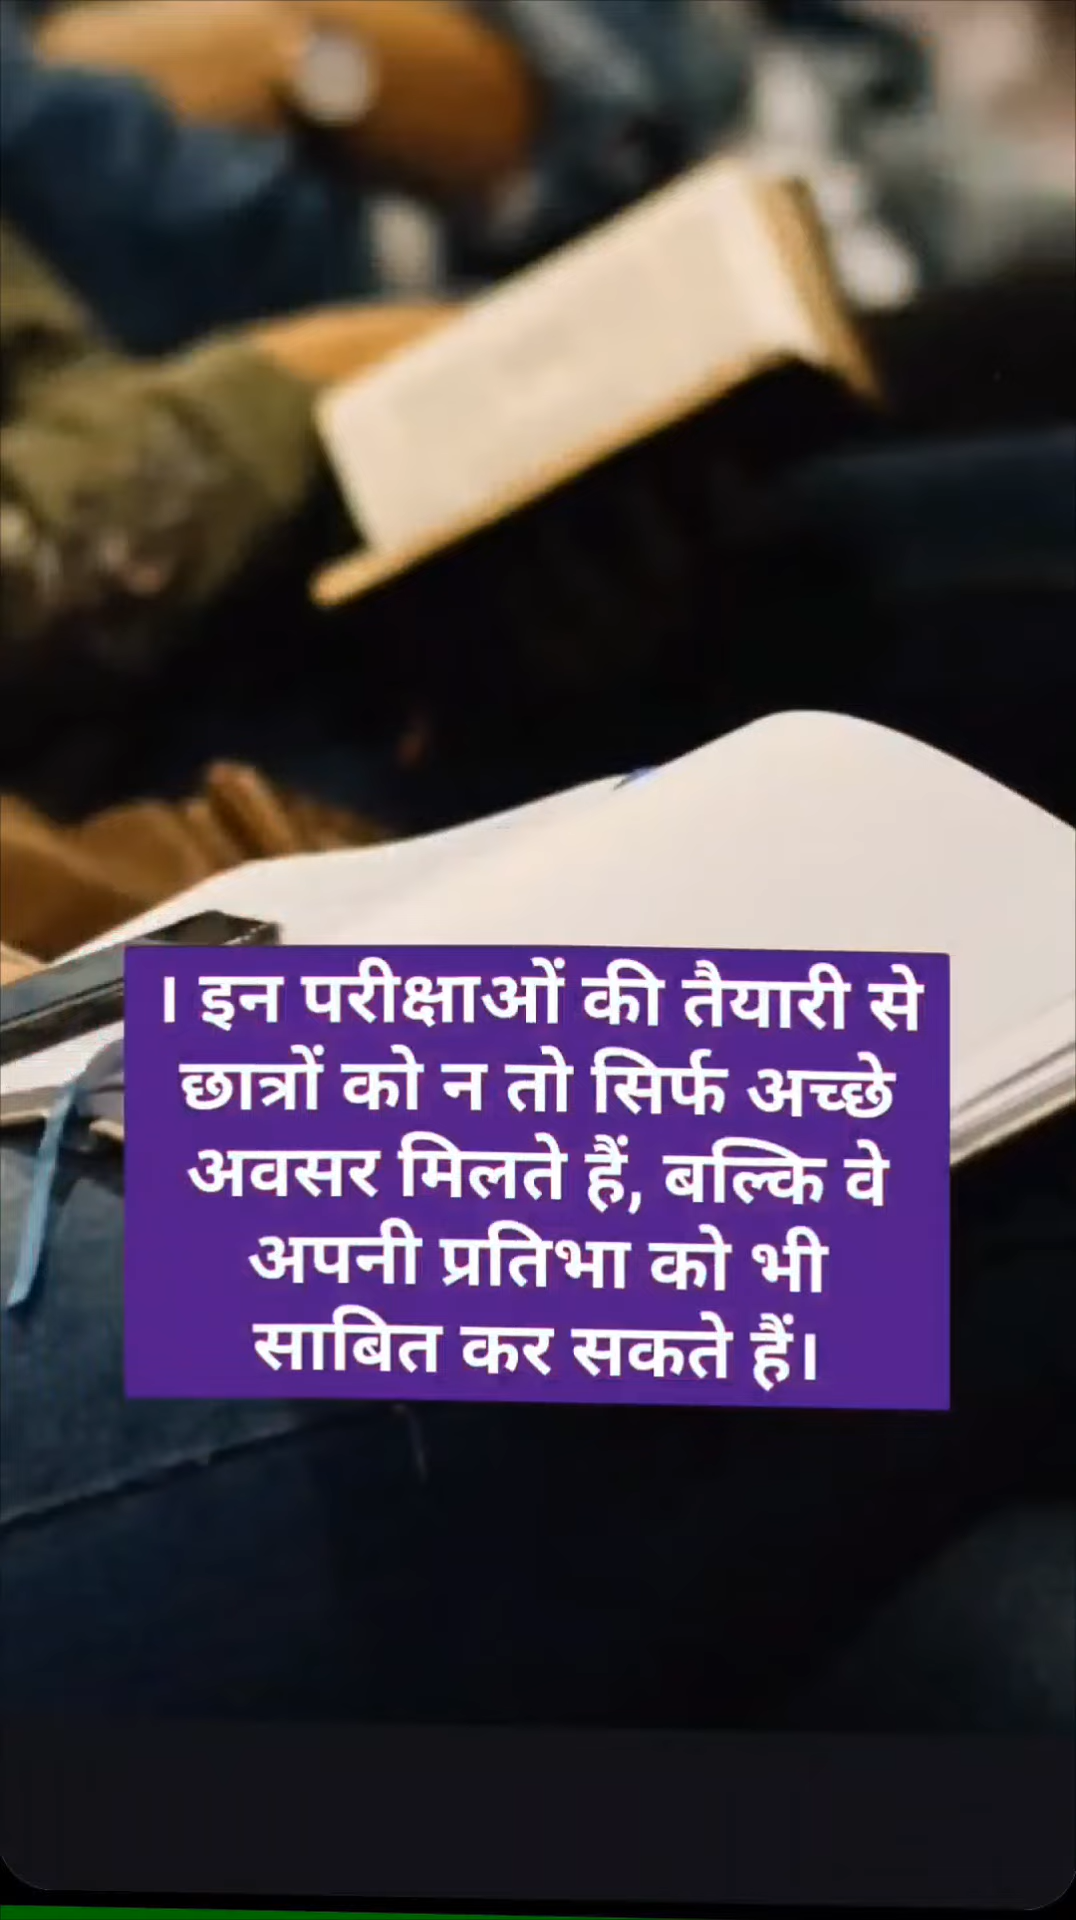 । इन परीक्षाओं की तैयारी से
छात्रों को न तो सिर्फ अच्छे
अवसर मिलते हैं, बल्कि वे
अपनी प्रतिभा को भी
साबित कर सकते हैं।